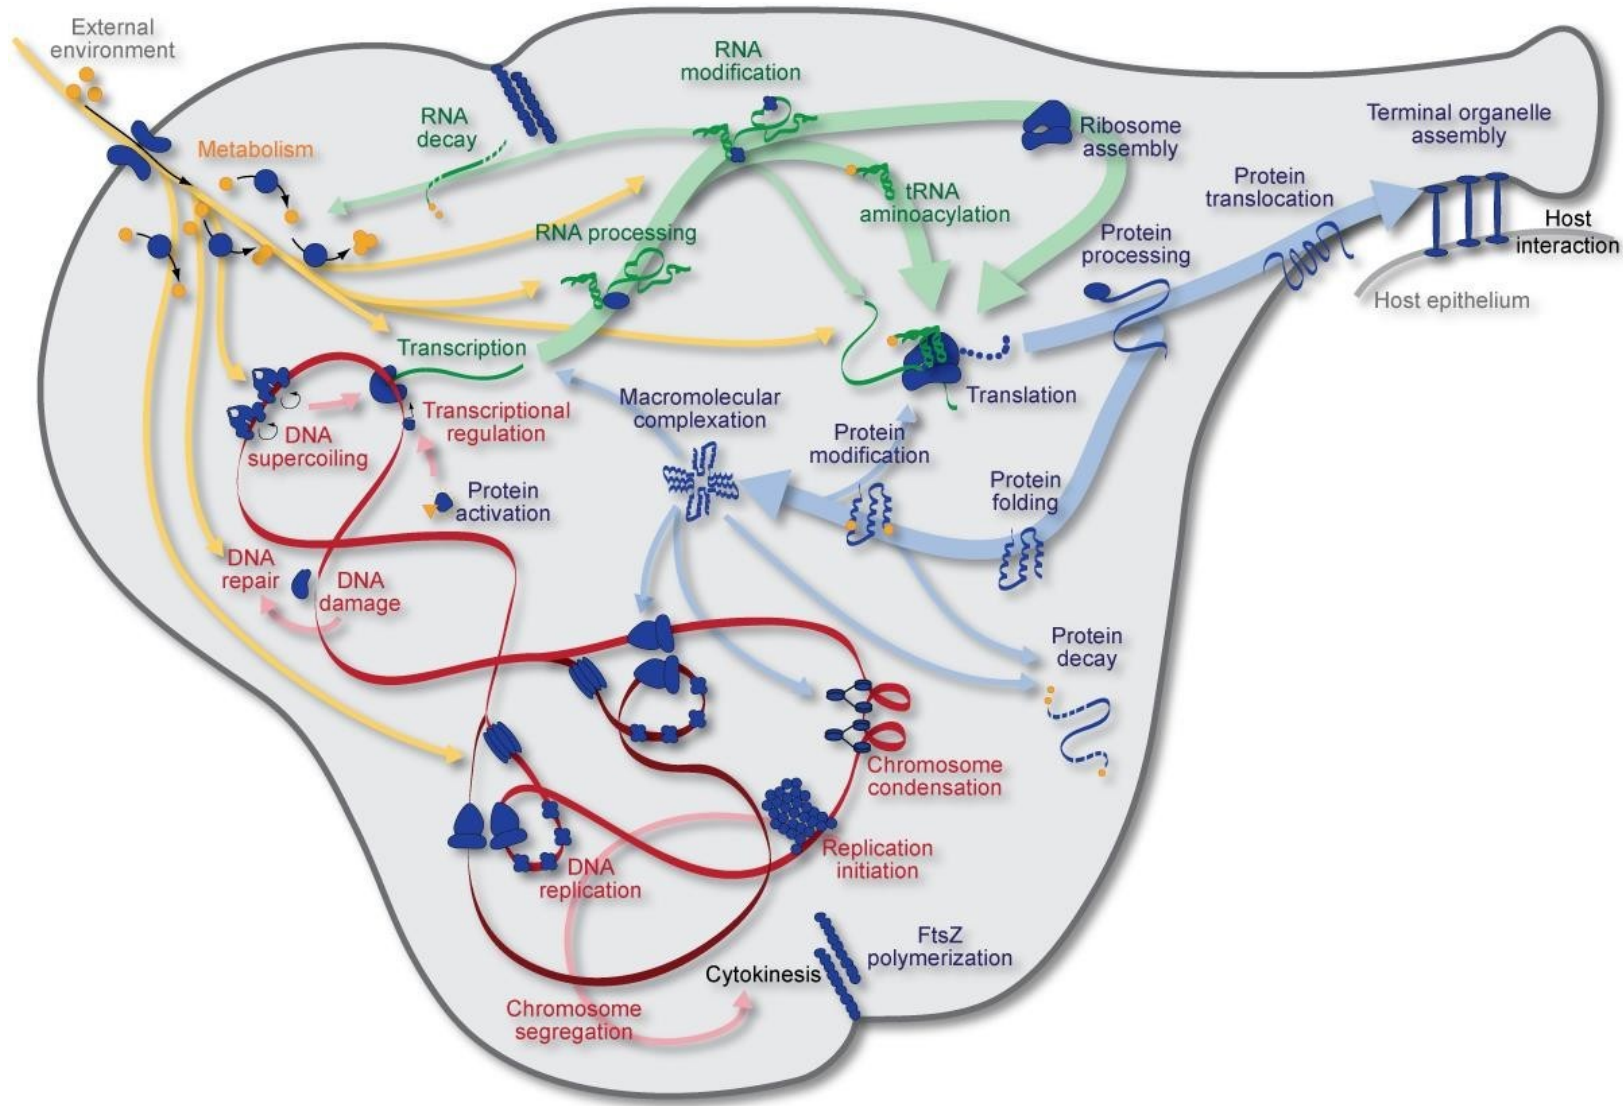 External
environment
RNA
modification
RNA
decay
Metabolism
Ribosome
assembly
Terminal organelle
assembly
tRNA
aminoacylation
Protein
translocation
Host
interaction
Host epithelium
RNA processing
Protein
processing
Transcription
Translation
Macromolecular
complexation
Transcriptional
regulation
DNA
supercoiling
Protein
modification
Protein
folding
Protein
activation
DNA
repair
DNA
damage
Protein
decay
Chromosome
condensation
Replication
initiation
DNA
replication
FtsZ
polymerization
Cytokinesis
Chromosome
segregation